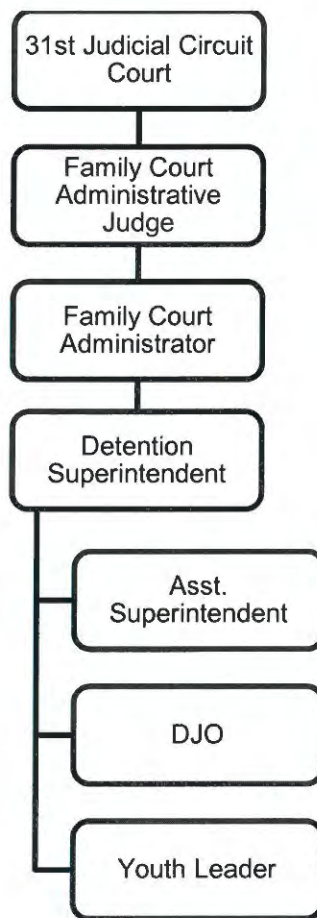 31st Judicial Circuit
Court
Family Court
Administrative
Judge
Family Court
Administrator
Detention
Superintendent
Asst.
Superintendent
DJO
Youth Leader